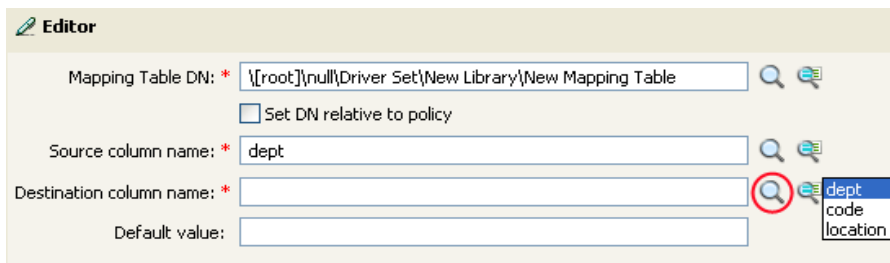 Editor
Mapping Table DN: * \[root]\null\Driver Set\New Library\New Mapping Table
Set DN relative to policy
Source column name: * dept
Destination column name: * dept
code
location
Default value: